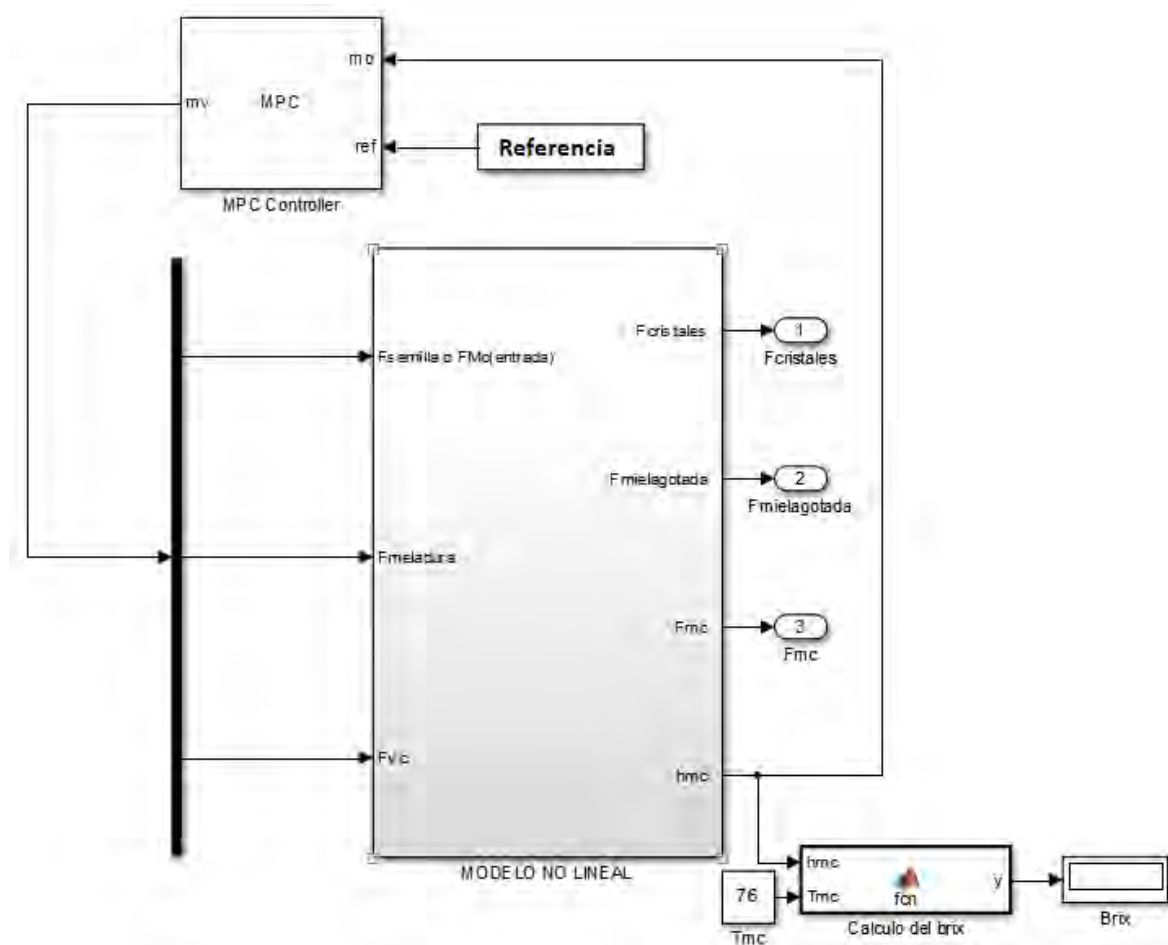 mo
mv
MPC
ref
Referencia
MPC Controller
Fsemilla o FMo(entrada)
Fcristales
1
Fcristales
Fmielagotada
2
Fmielagotada
Fmeladura
Fmc
3
Fmc
Fvc
hmc
MODELO NO LINEAL
76
Tmc
hmc
Tmc
fcn
y
Calculo del brix
Brix